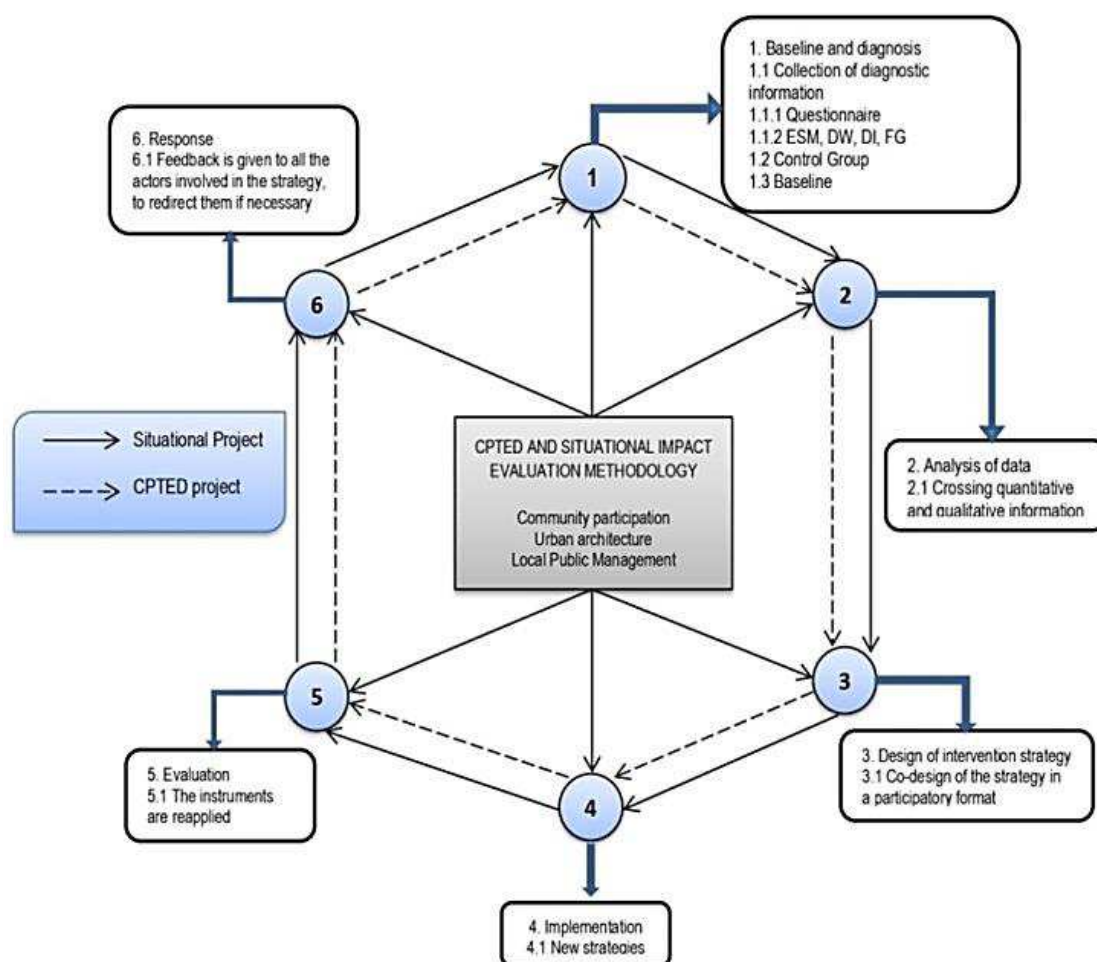 1. Baseline and diagnosis
1.1 Collection of diagnostic
information
1.1.1 Questionnaire
1.1.2 ESM, DW, DI, FG
1.2 Control Group
1.3 Baseline
6. Response
6.1 Feedback is given to all the
actors involved in the strategy,
to redirect them if necessary
1
2
6
Situational Project
CPTED project
CPTED AND SITUATIONAL IMPACT
EVALUATION METHODOLOGY
Community participation
Urban architecture
Local Public Management
2. Analysis of data
2.1 Crossing quantitative
and qualitative information
5
3
4
5. Evaluation
5.1 The instruments
are reapplied
3. Design of intervention strategy
3.1 Co-design of the strategy in
a participatory format
4. Implementation
4.1 New strategies